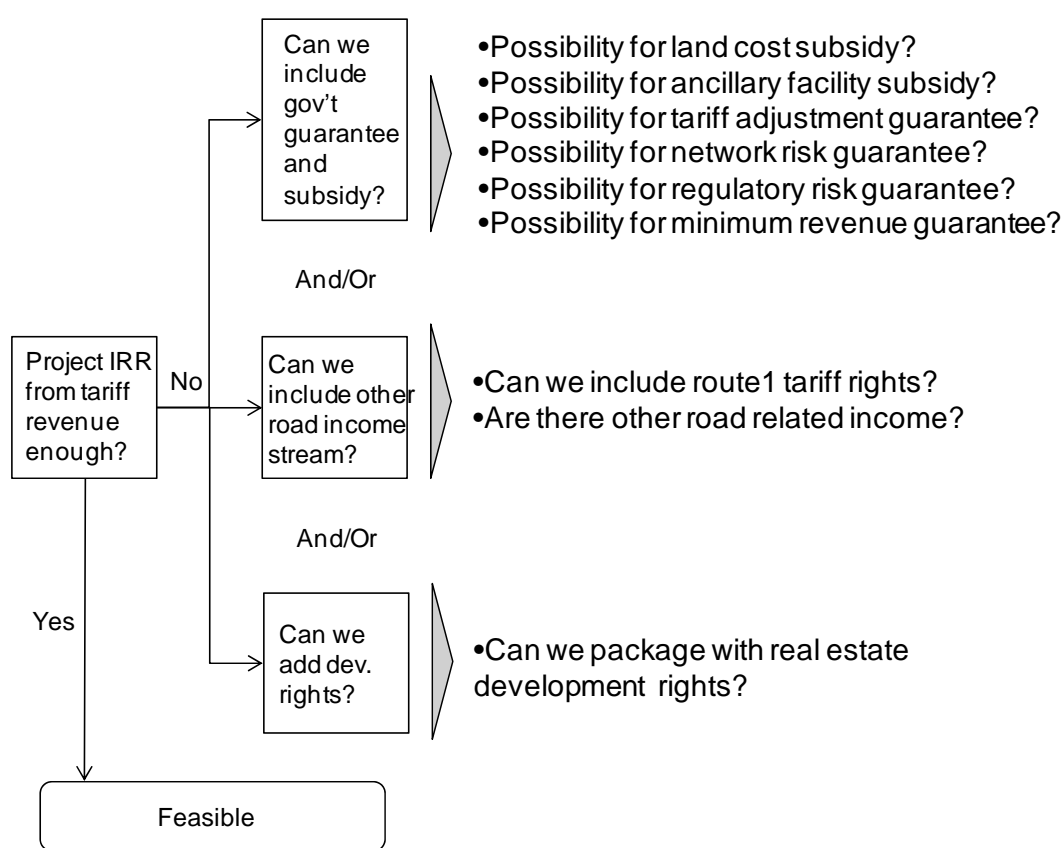 Can we
include
gov't
guarantee
and
subsidy?
•Possibility for land cost subsidy?
•Possibility for ancillary facility subsidy?
•Possibility for tariff adjustment guarantee?
•Possibility for network risk guarantee?
•Possibility for regulatory risk guarantee?
•Possibility for minimum revenue guarantee?
And/Or
Project IRR
from tariff
revenue
enough?
No
Can we
include other
road income
stream?
•Can we include route1 tariff rights?
•Are there other road related income?
And/Or
Yes
Can we
add dev.
rights?
•Can we package with real estate
development rights?
Feasible